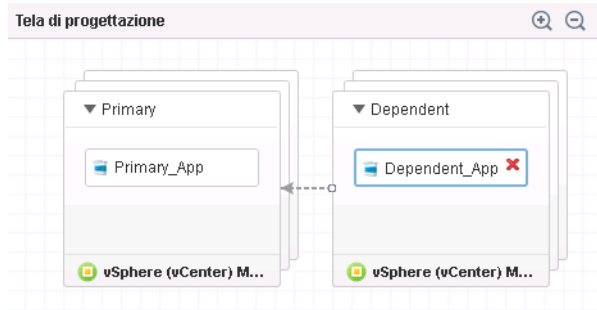 Tela di progettazione
Primary
Dependent
Primary_App
Dependent_App
vSphere (vCenter) M...
vSphere (vCenter) M...